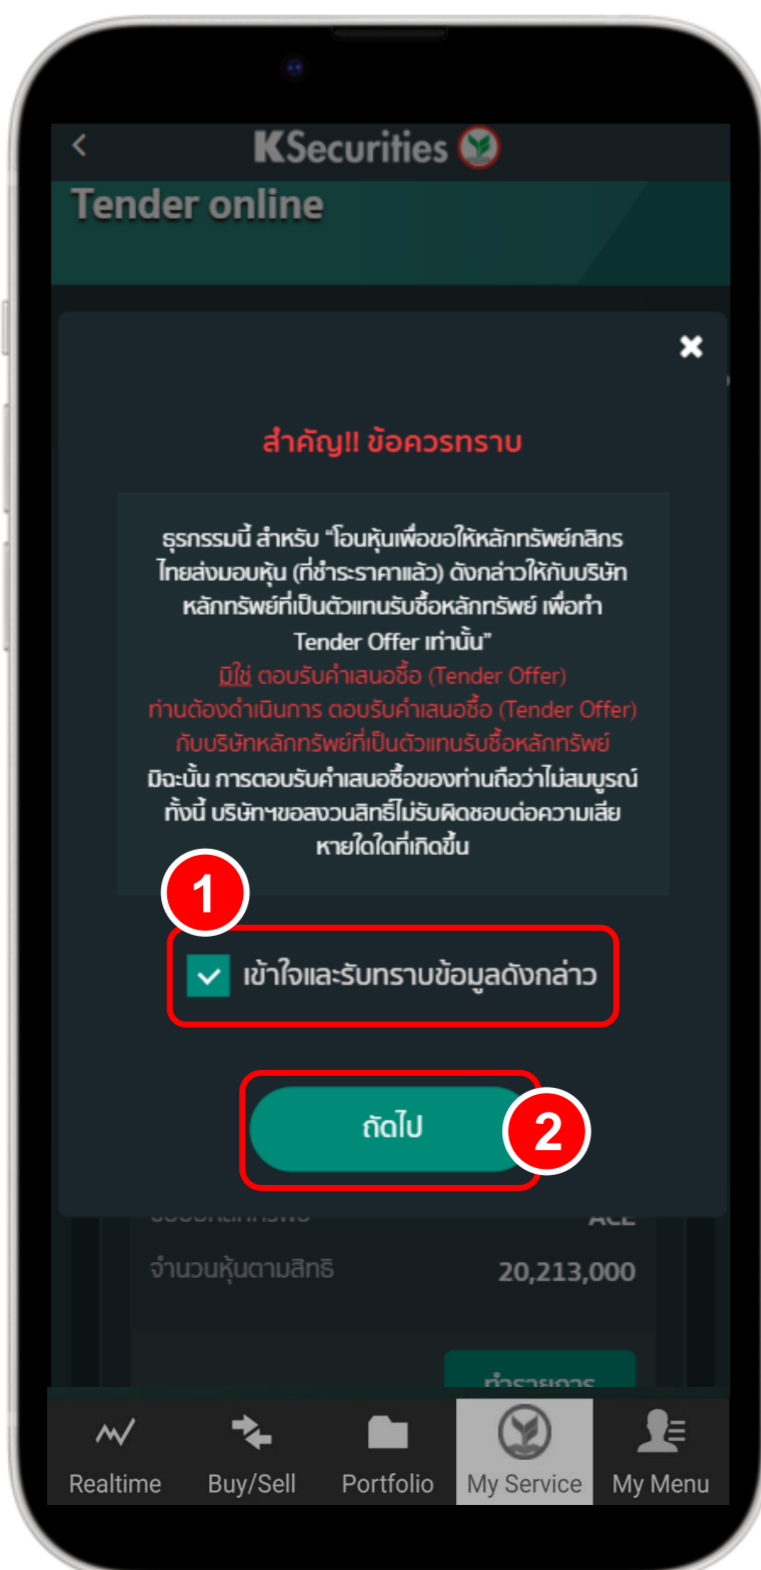 KSecurities
Tender online
สำคัญ!! ข้อควรทราบ
ธุรกรรมนี้ สำหรับ “โอนหุ้นเพื่อขอให้หลักทรัพย์กสิกร
ไทยส่งมอบหุ้น (ที่ชำระราคาแล้ว) ดังกล่าวให้กับบริษัท
หลักทรัพย์ที่เป็นตัวแทนรับซื้อหลักทรัพย์ เพื่อทำ
Tender Offer เท่านั้น”
มิใช่ ตอบรับคำเสนอซื้อ (Tender Offer)
ท่านต้องดำเนินการ ตอบรับคำเสนอซื้อ (Tender Offer)
กับบริษัทหลักทรัพย์ที่เป็นตัวแทนรับซื้อหลักทรัพย์
มิฉะนั้น การตอบรับคำเสนอซื้อของท่านถือว่าไม่สมบูรณ์
ทั้งนี้ บริษัทฯขอสงวนสิทธิ์ไม่รับผิดชอบต่อความเสีย
หายใดใดที่เกิดขึ้น
1
เข้าใจและรับทราบข้อมูลดังกล่าว
ถัดไป
2
ACE
จำนวนหุ้นตามสิทธิ 20,213,000
ทำรายการ
Realtime Buy/Sell Portfolio My Service My Menu